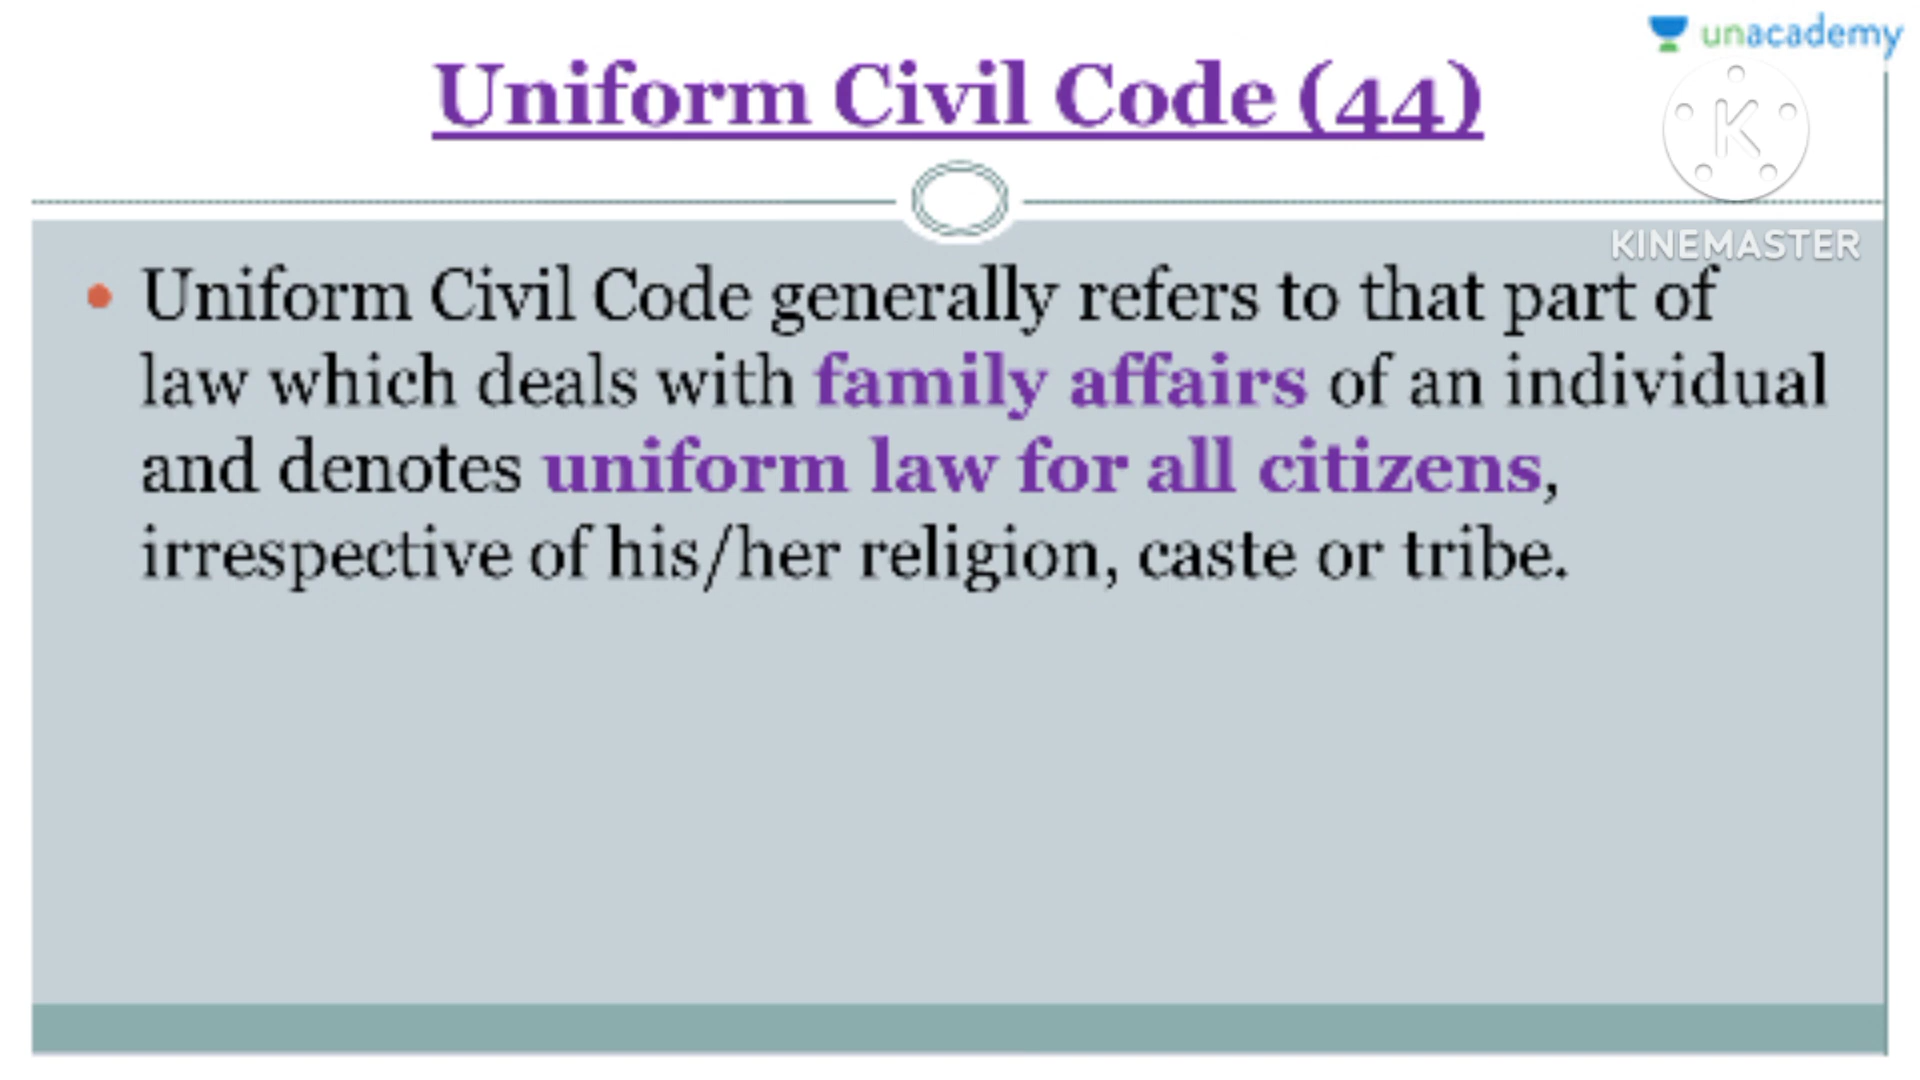 unacademy
Uniform Civil Code (44)
K
KINEMASTER
• Uniform Civil Code generally refers to that part of
law which deals with family affairs of an individual
and denotes uniform law for all citizens,
irrespective of his/her religion, caste or tribe.